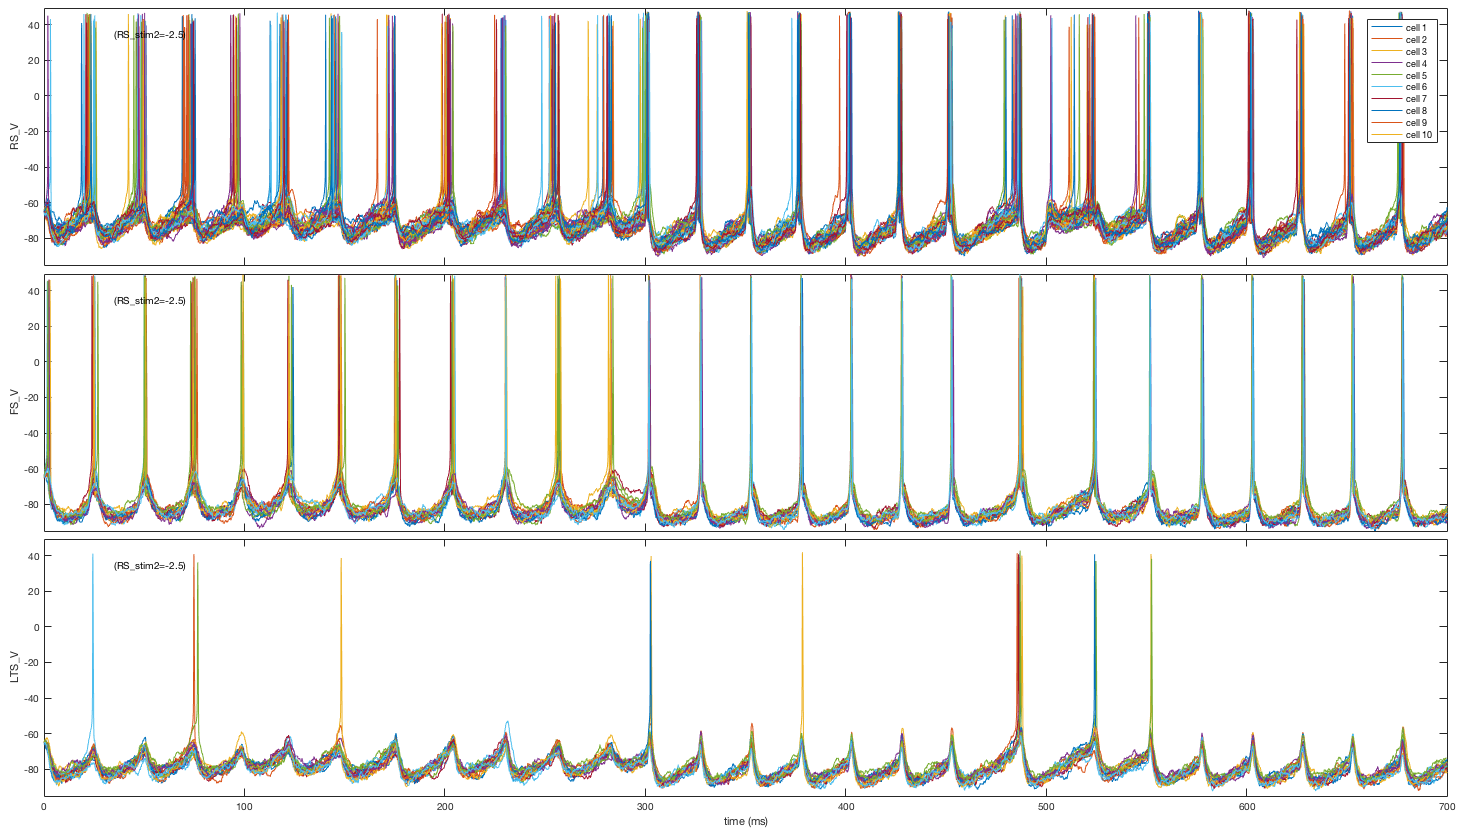 40
20
0
-20
-40
-60
-80
RS_V
(RS_stim2=-2.5)
cell 1
cell 2
cell 3
cell 4
cell 5
cell 6
cell 7
cell 8
cell 9
cell 10
40
20
0
-20
-40
-60
-80
FS_V
(RS_stim2=-2.5)
40
20
0
-20
-40
-60
-80
LTS_V
(RS_stim2=-2.5)
0 100 200 300 400 500 600 700
time (ms)